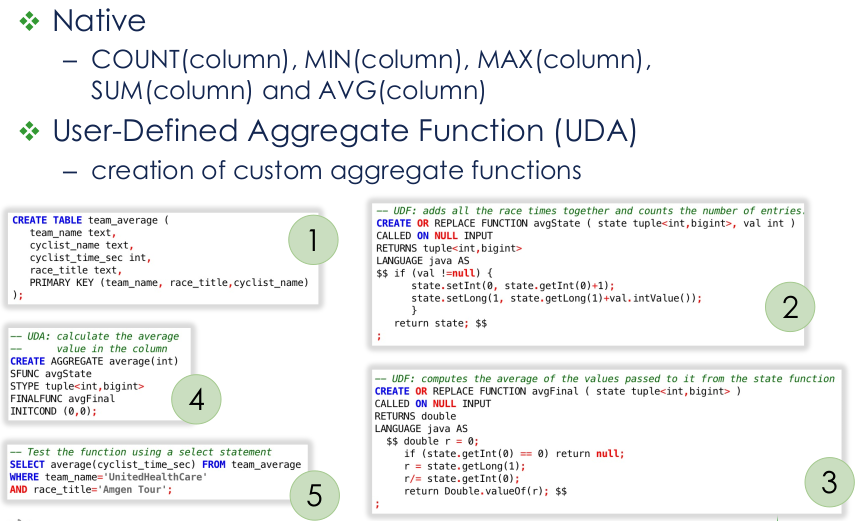 ❖ Native
– COUNT(column), MIN(column), MAX(column),
SUM(column) and AVG(column)
❖ User-Defined Aggregate Function (UDA)
– creation of custom aggregate functions
CREATE TABLE team_average (
team_name text,
cyclist_name text,
cyclist_time_sec int,
race_title text,
PRIMARY KEY (team_name, race_title,cyclist_name)
);
1
-- UDF: adds all the race times together and counts the number of entries.
CREATE OR REPLACE FUNCTION avgState ( state tuple<int,bigint>, val int )
CALLED ON NULL INPUT
RETURNS tuple<int,bigint>
LANGUAGE java AS
$$ if (val !=null) {
state.setInt(0, state.getInt(0)+1);
state.setLong(1, state.getLong(1)+val.intValue());
}
return state; $$
;
2
-- UDF: computes the average of the values passed to it from the state function
CREATE OR REPLACE FUNCTION avgFinal ( state tuple<int,bigint> )
CALLED ON NULL INPUT
RETURNS double
LANGUAGE java AS
$$ double r = 0;
if (state.getInt(0) == 0) return null;
r = state.getLong(1);
r/= state.getInt(0);
return Double.valueOf(r); $$
;
3
-- UDA: calculate the average
-- value in the column
CREATE AGGREGATE average(int)
SFUNC avgState
STYPE tuple<int,bigint>
FINALFUNC avgFinal
INITCOND (0,0);
4
-- Test the function using a select statement
SELECT average(cyclist_time_sec) FROM team_average
WHERE team_name='UnitedHealthCare'
AND race_title='Amgen Tour';
5